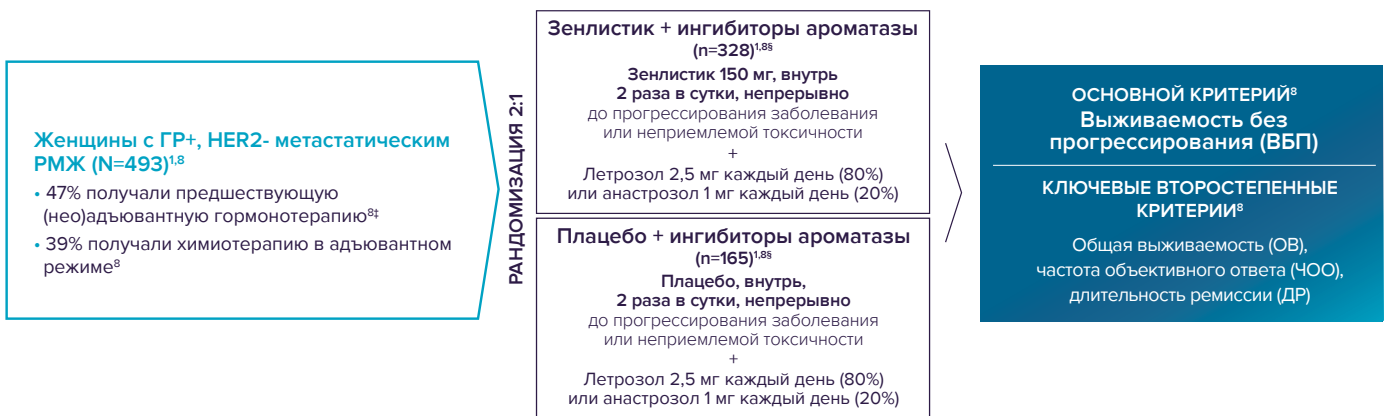 Женщины с ГР+, HER2- метастатическим
РМЖ (N=493)1,8
• 47% получали предшествующую
(нео)адъювантную гормонотерапию8‡
• 39% получали химиотерапию в адъювантном
режиме8
РАНДОМИЗАЦИЯ 2:1
Зенлистик + ингибиторы ароматазы
(n=328)1,8§
Зенлистик 150 мг, внутрь
2 раза в сутки, непрерывно
до прогрессирования заболевания
или неприемлемой токсичности
+
Летрозол 2,5 мг каждый день (80%)
или анастрозол 1 мг каждый день (20%)
Плацебо + ингибиторы ароматазы
(n=165)1,8§
Плацебо, внутрь,
2 раза в сутки, непрерывно
до прогрессирования заболевания
или неприемлемой токсичности
+
Летрозол 2,5 мг каждый день (80%)
или анастрозол 1 мг каждый день (20%)
ОСНОВНОЙ КРИТЕРИЙ8
Выживаемость без
прогрессирования (ВБП)
КЛЮЧЕВЫЕ ВТОРОСТЕПЕННЫЕ
КРИТЕРИИ8
Общая выживаемость (ОВ),
частота объективного ответа (ЧОО),
длительность ремиссии (ДР)